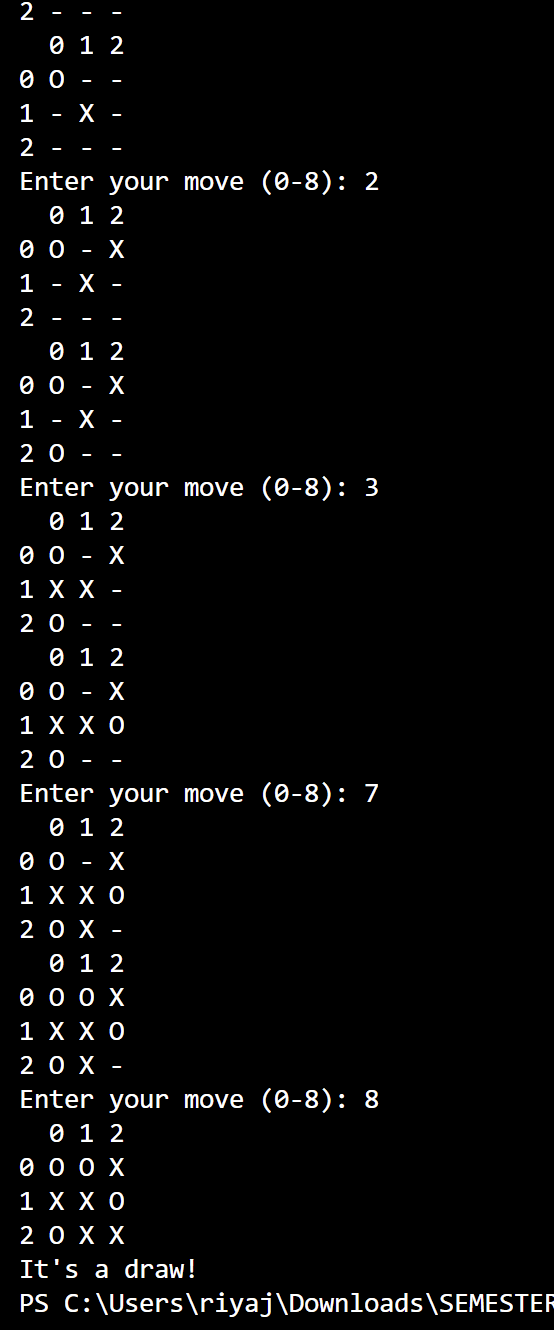 2 - - -
  0 1 2
0 O - -
1 - X -
2 - - -
Enter your move (0-8): 2
  0 1 2
0 O - X
1 - X -
2 - - -
  0 1 2
0 O - X
1 - X -
2 O - -
Enter your move (0-8): 3
  0 1 2
0 O - X
1 X X -
2 O - -
  0 1 2
0 O - X
1 X X O
2 O - -
Enter your move (0-8): 7
  0 1 2
0 O - X
1 X X O
2 O X -
  0 1 2
0 O O X
1 X X O
2 O X -
Enter your move (0-8): 8
  0 1 2
0 O O X
1 X X O
2 O X X
It's a draw!
PS C:\Users\riyaj\Downloads\SEMESTER